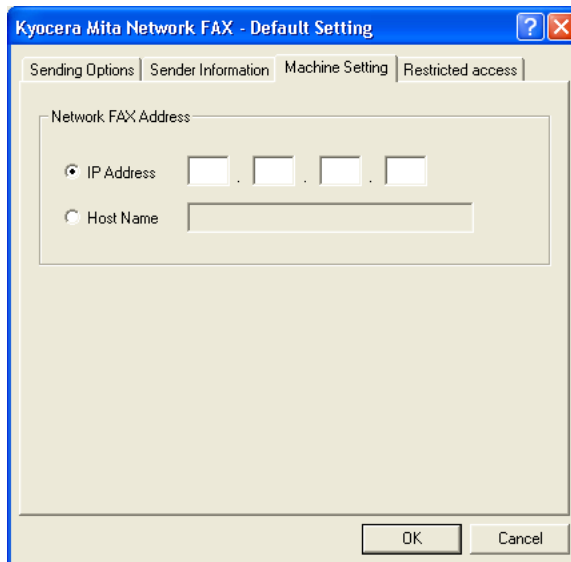 Kyocera Mita Network FAX - Default Setting
Sending Options Sender Information Machine Setting Restricted access
Network FAX Address
IP Address . . .
Host Name
OK Cancel